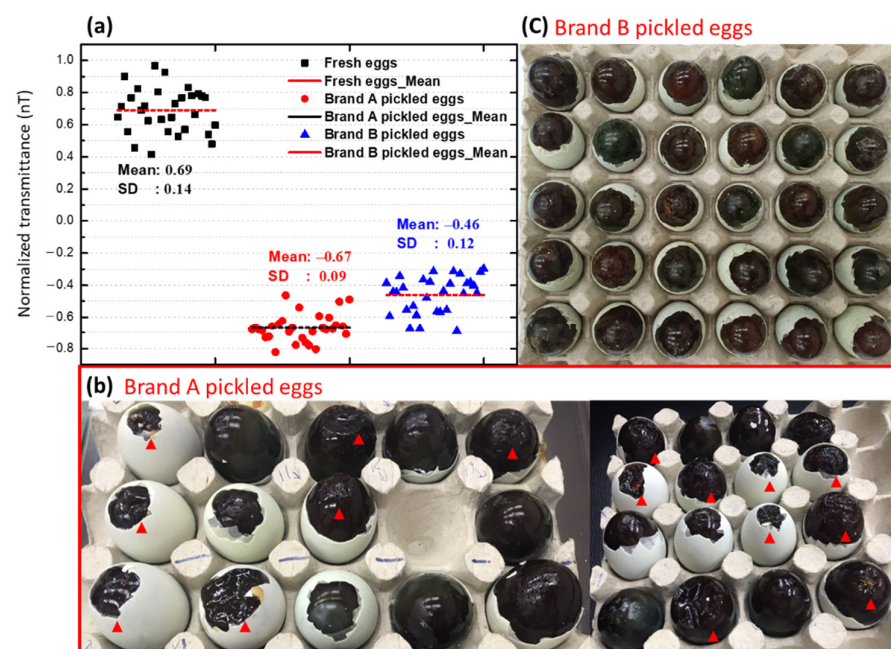 (a)
Normalized transmittance (nT)
1.0
0.8
0.6
0.4
0.2
0.0
−0.2
−0.4
−0.6
−0.8
Fresh eggs
Fresh eggs_Mean
Brand A pickled eggs
Brand A pickled eggs_Mean
Brand B pickled eggs
Brand B pickled eggs_Mean
Mean: 0.69
SD : 0.14
Mean: –0.67
SD : 0.09
Mean: –0.46
SD : 0.12
(C) Brand B pickled eggs
(b) Brand A pickled eggs